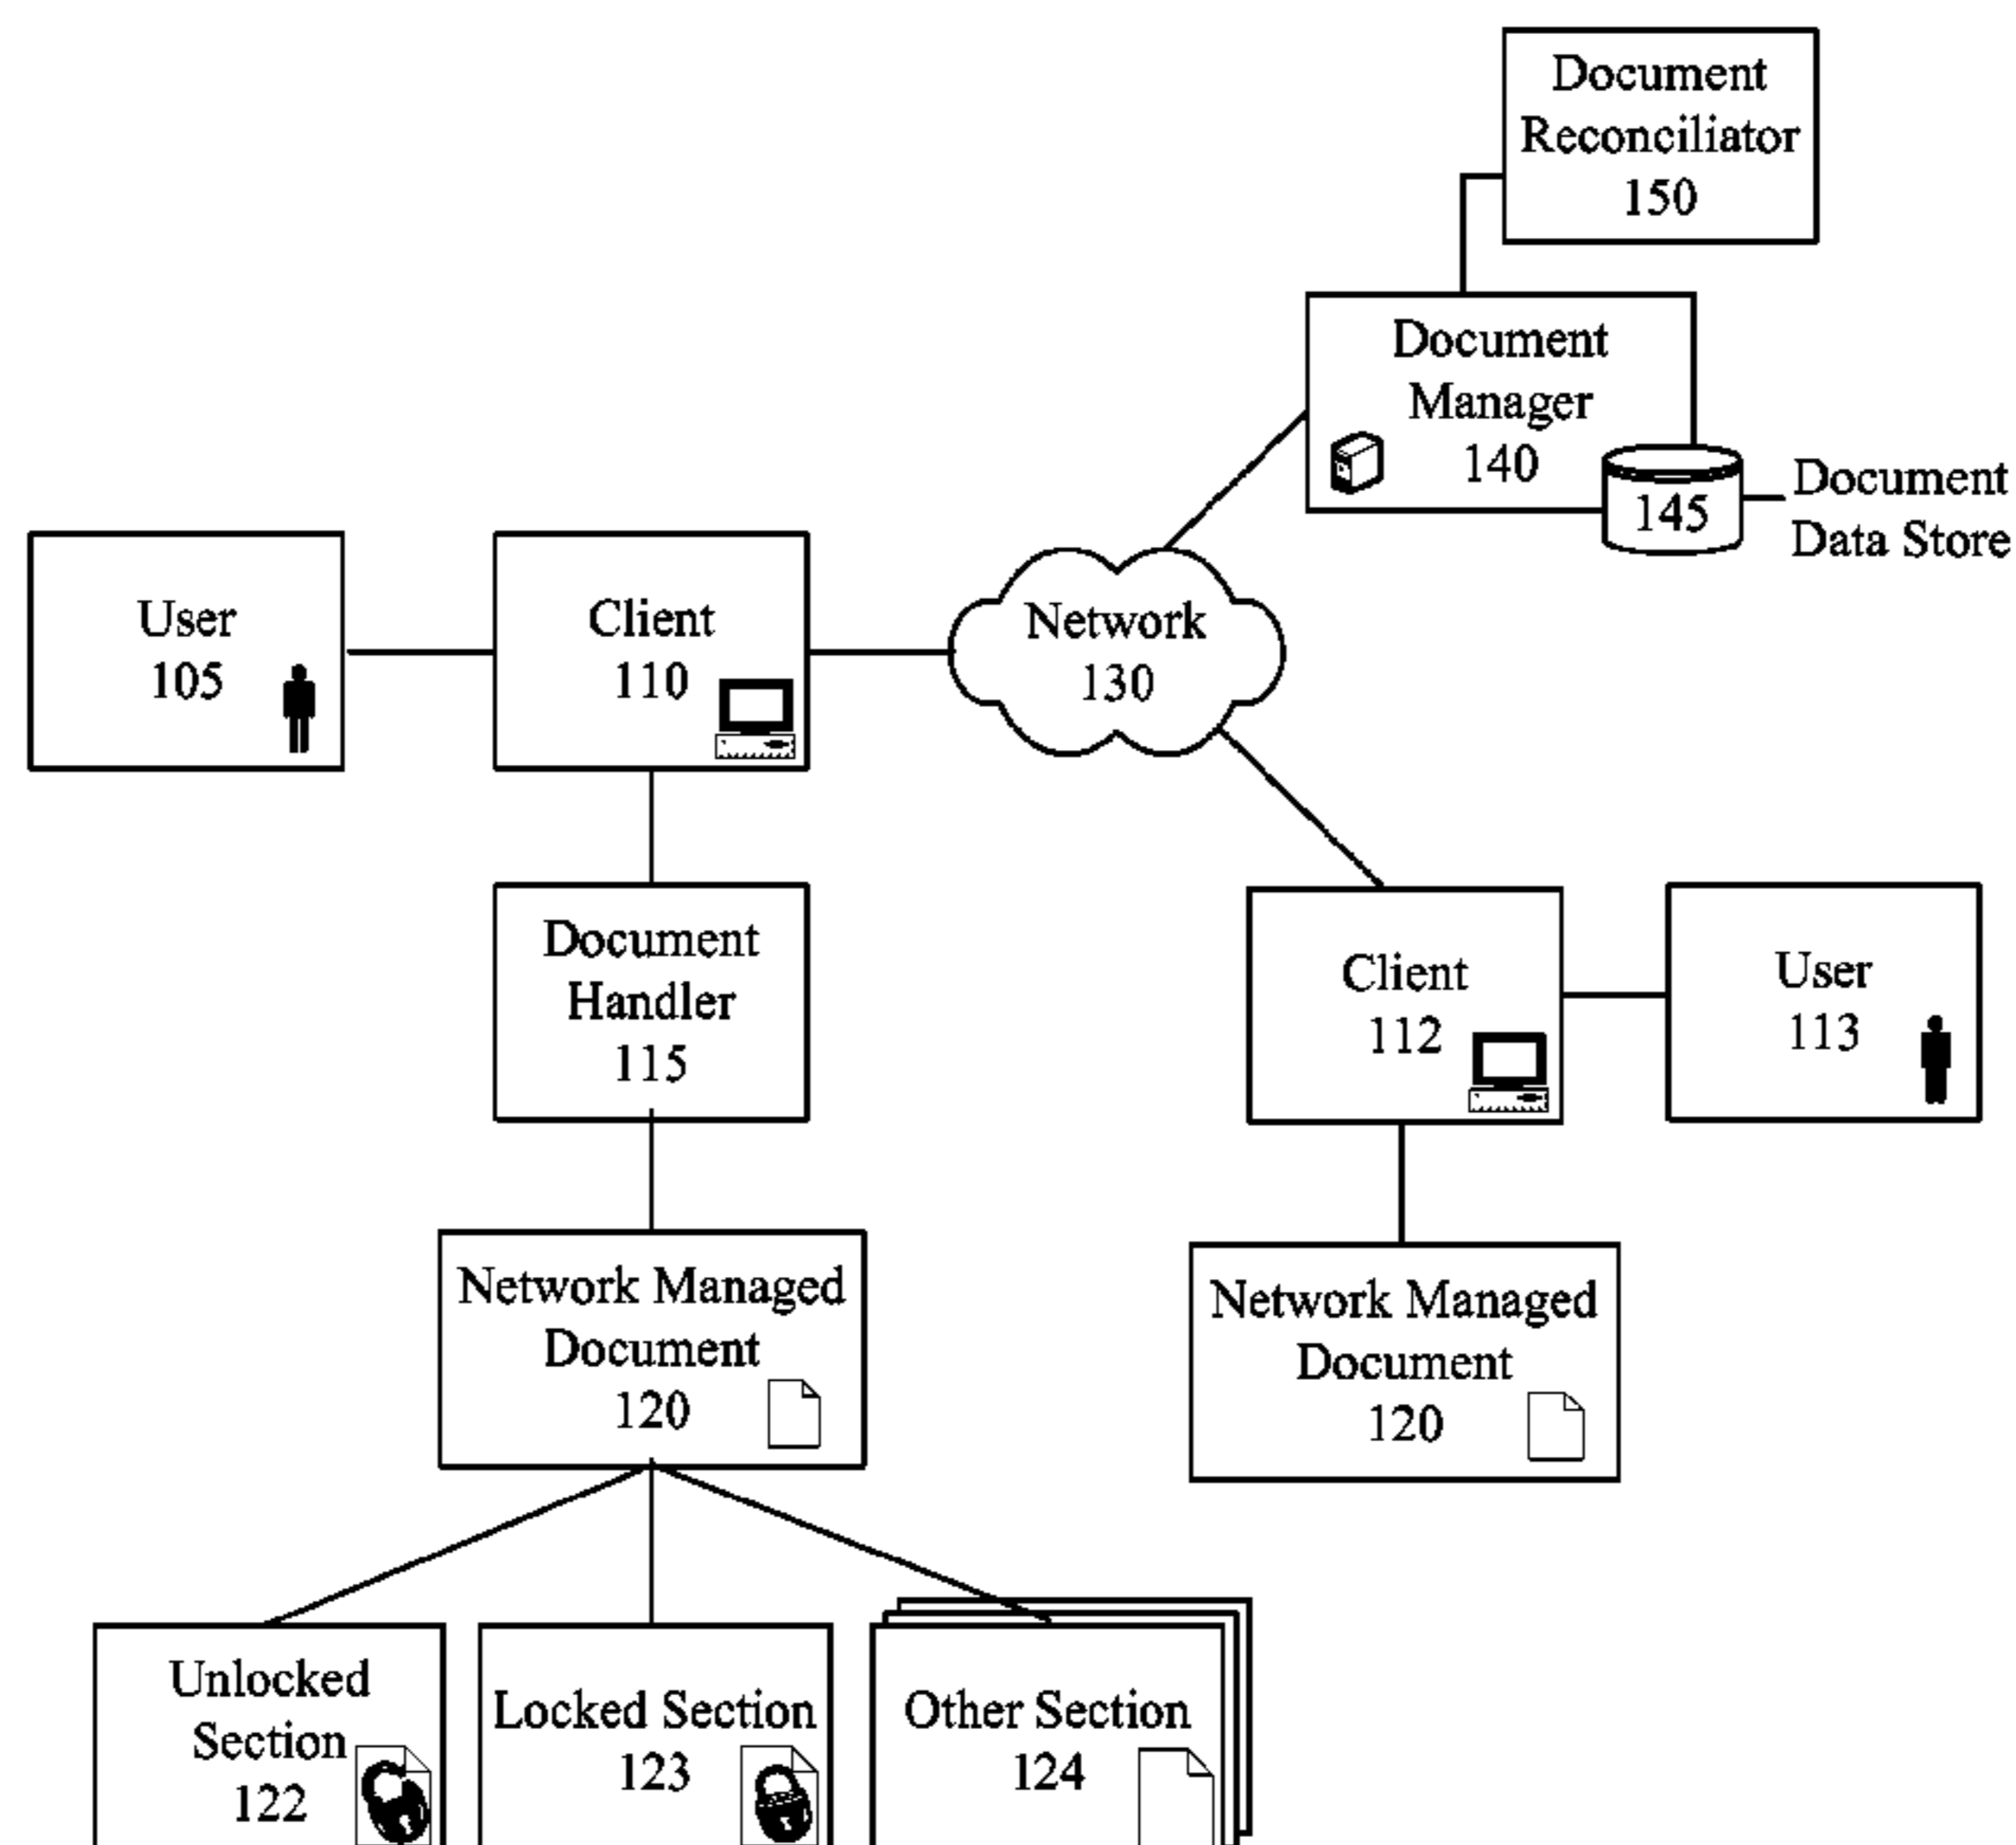 Document
Reconciliator
150
Document
Manager
140
145
Document
Data Store
User
105
Client
110
Network
130
Document
Handler
115
Client
112
User
113
Network Managed
Document
120
Network Managed
Document
120
Unlocked
Section
122
Locked Section
123
Other Section
124